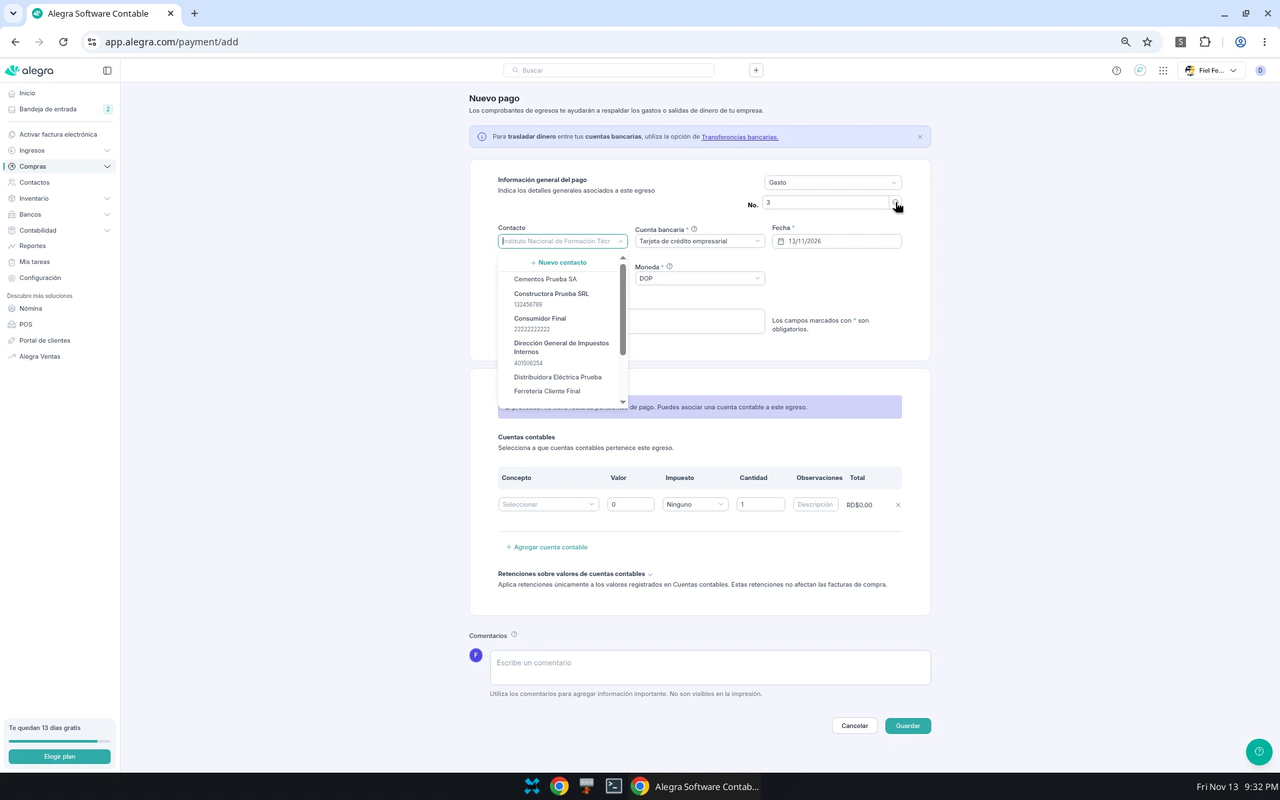 Alegra Software Contable
app.alegra.com/payment/add
S
alegra
Buscar
Fiel Fe...
D
Inicio
Bandeja de entrada
2
Activar factura electrónica
Ingresos
Compras
Contactos
Inventario
Bancos
Contabilidad
Reportes
Mis tareas
Configuración
Descubre más soluciones
Nómina
POS
Portal de clientes
Alegra Ventas
Te quedan 13 días gratis
Elegir plan
Nuevo pago
Los comprobantes de egresos te ayudarán a respaldar los gastos o salidas de dinero de tu empresa.
Para trasladar dinero entre tus cuentas bancarias, utiliza la opción de Transferencias bancarias.
Información general del pago
Indica los detalles generales asociados a este egreso
Gasto
No.
3
Contacto
Cuenta bancaria *
Fecha *
Instituto Nacional de Formación Técr
Tarjeta de crédito empresarial
13/11/2026
+ Nuevo contacto
Moneda *
DOP
Cementos Prueba SA
Constructora Prueba SRL
132456789
Consumidor Final
22222222222
Dirección General de Impuestos
Internos
401506254
Distribuidora Eléctrica Prueba
Ferretería Cliente Final
Los campos marcados con * son
obligatorios.
de pago. Puedes asociar una cuenta contable a este egreso.
Cuentas contables
Selecciona a que cuentas contables pertenece este egreso.
Concepto Valor Impuesto Cantidad Observaciones Total
Seleccionar 0 Ninguno 1 Descripción RD$0.00
+ Agregar cuenta contable
Retenciones sobre valores de cuentas contables
Aplica retenciones únicamente a los valores registrados en Cuentas contables. Estas retenciones no afectan las facturas de compra.
Comentarios
F
Escribe un comentario
Utiliza los comentarios para agregar información importante. No son visibles en la impresión.
Cancelar
Guardar
Alegra Software Contab...
Fri Nov 13 9:32 PM